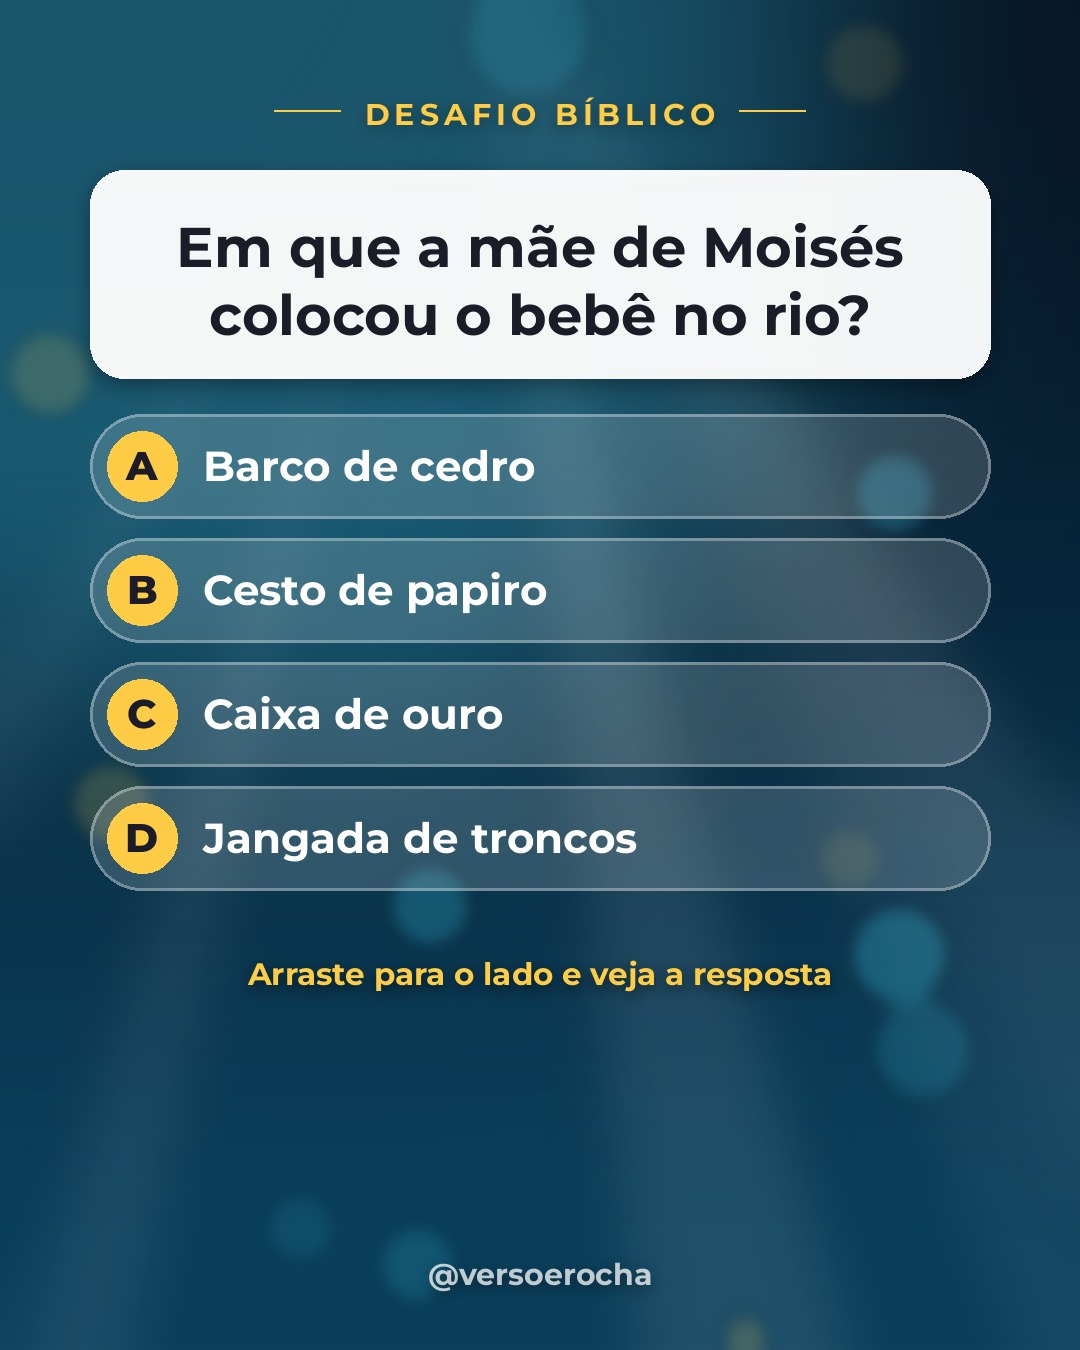 DESAFIO BÍBLICO
Em que a mãe de Moisés
colocou o bebê no rio?
A Barco de cedro
B Cesto de papiro
C Caixa de ouro
D Jangada de troncos
Arraste para o lado e veja a resposta
@versoerocha